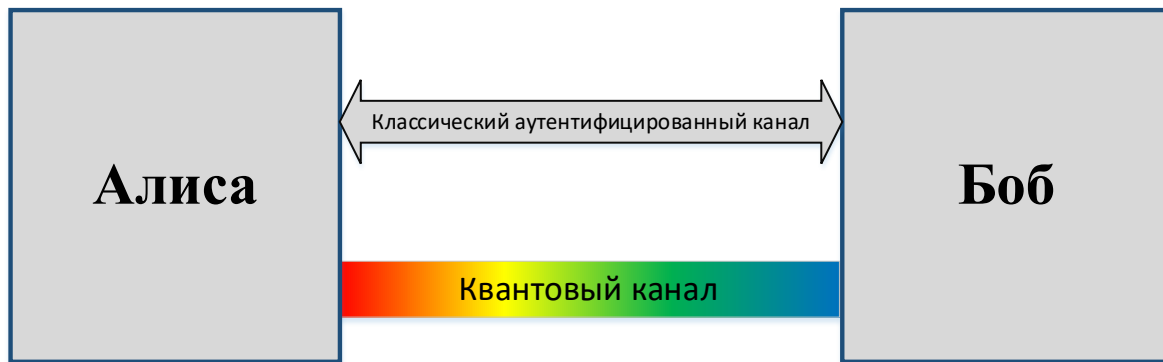 Алиса
Классический аутентифицированный канал
Боб
Квантовый канал